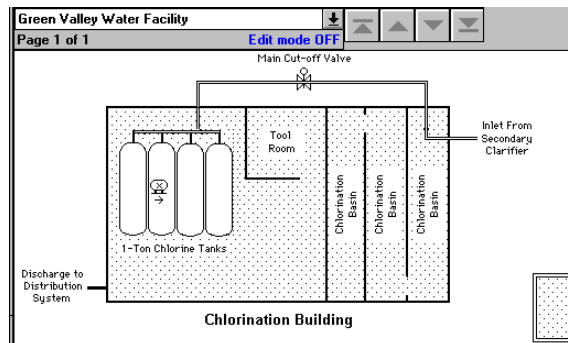 Green Valley Water Facility
Page 1 of 1 Edit mode OFF
Main Cut-off Valve
Tool
Room
Inlet From
Secondary
Clarifier
Chlorination
Basin
Chlorination
Basin
Chlorination
Basin
X
1-Ton Chlorine Tanks
Discharge to
Distribution
System
Chlorination Building